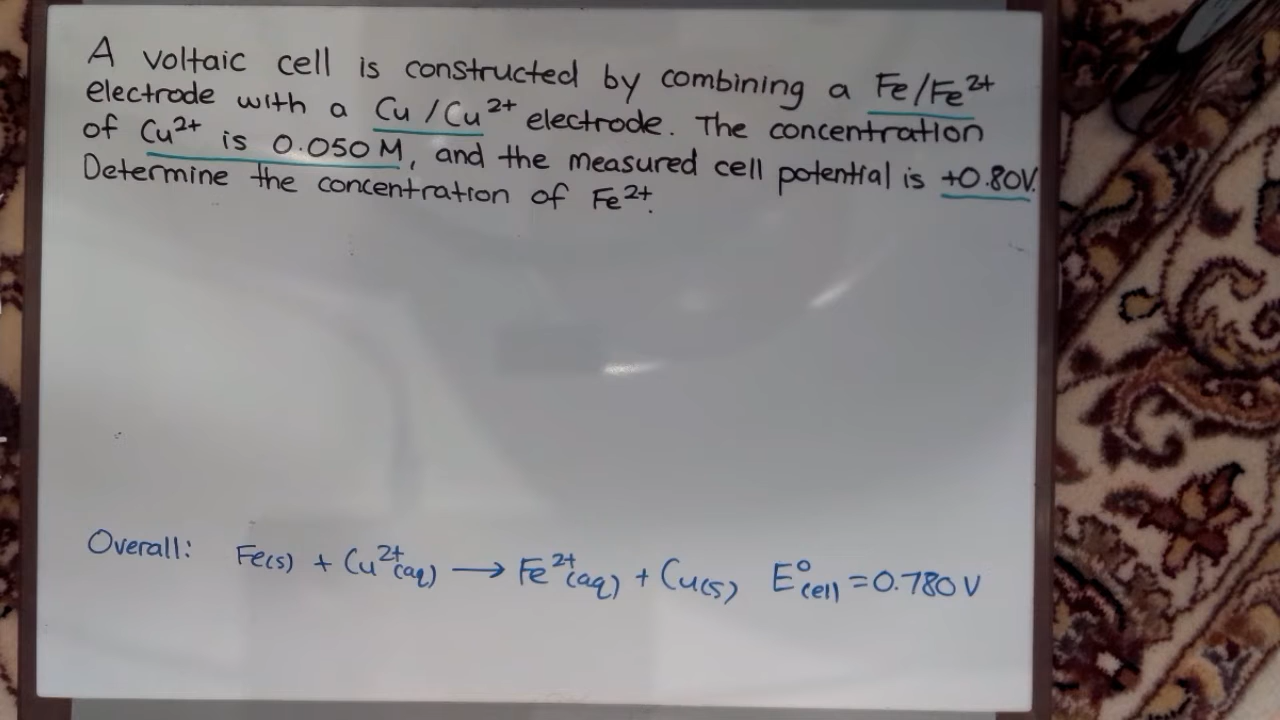 A voltaic cell is constructed by combining a Fe/Fe²⁺
electrode with a Cu/Cu²⁺ electrode. The concentration
of Cu²⁺ is 0.050 M, and the measured cell potential is +0.80V.
Determine the concentration of Fe²⁺.
Overall: Fe(s) + Cu²⁺(aq) → Fe²⁺(aq) + Cu(s) E°cell = 0.780 V